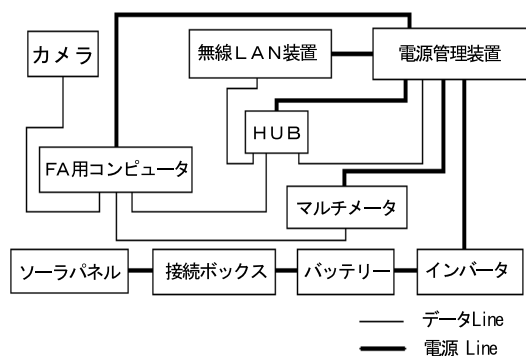 カメラ
無線ＬＡＮ装置
電源管理装置
ＨＵＢ
FA用コンピュータ
マルチメータ
ソーラパネル
接続ボックス
バッテリー
インバータ
データLine
電源 Line